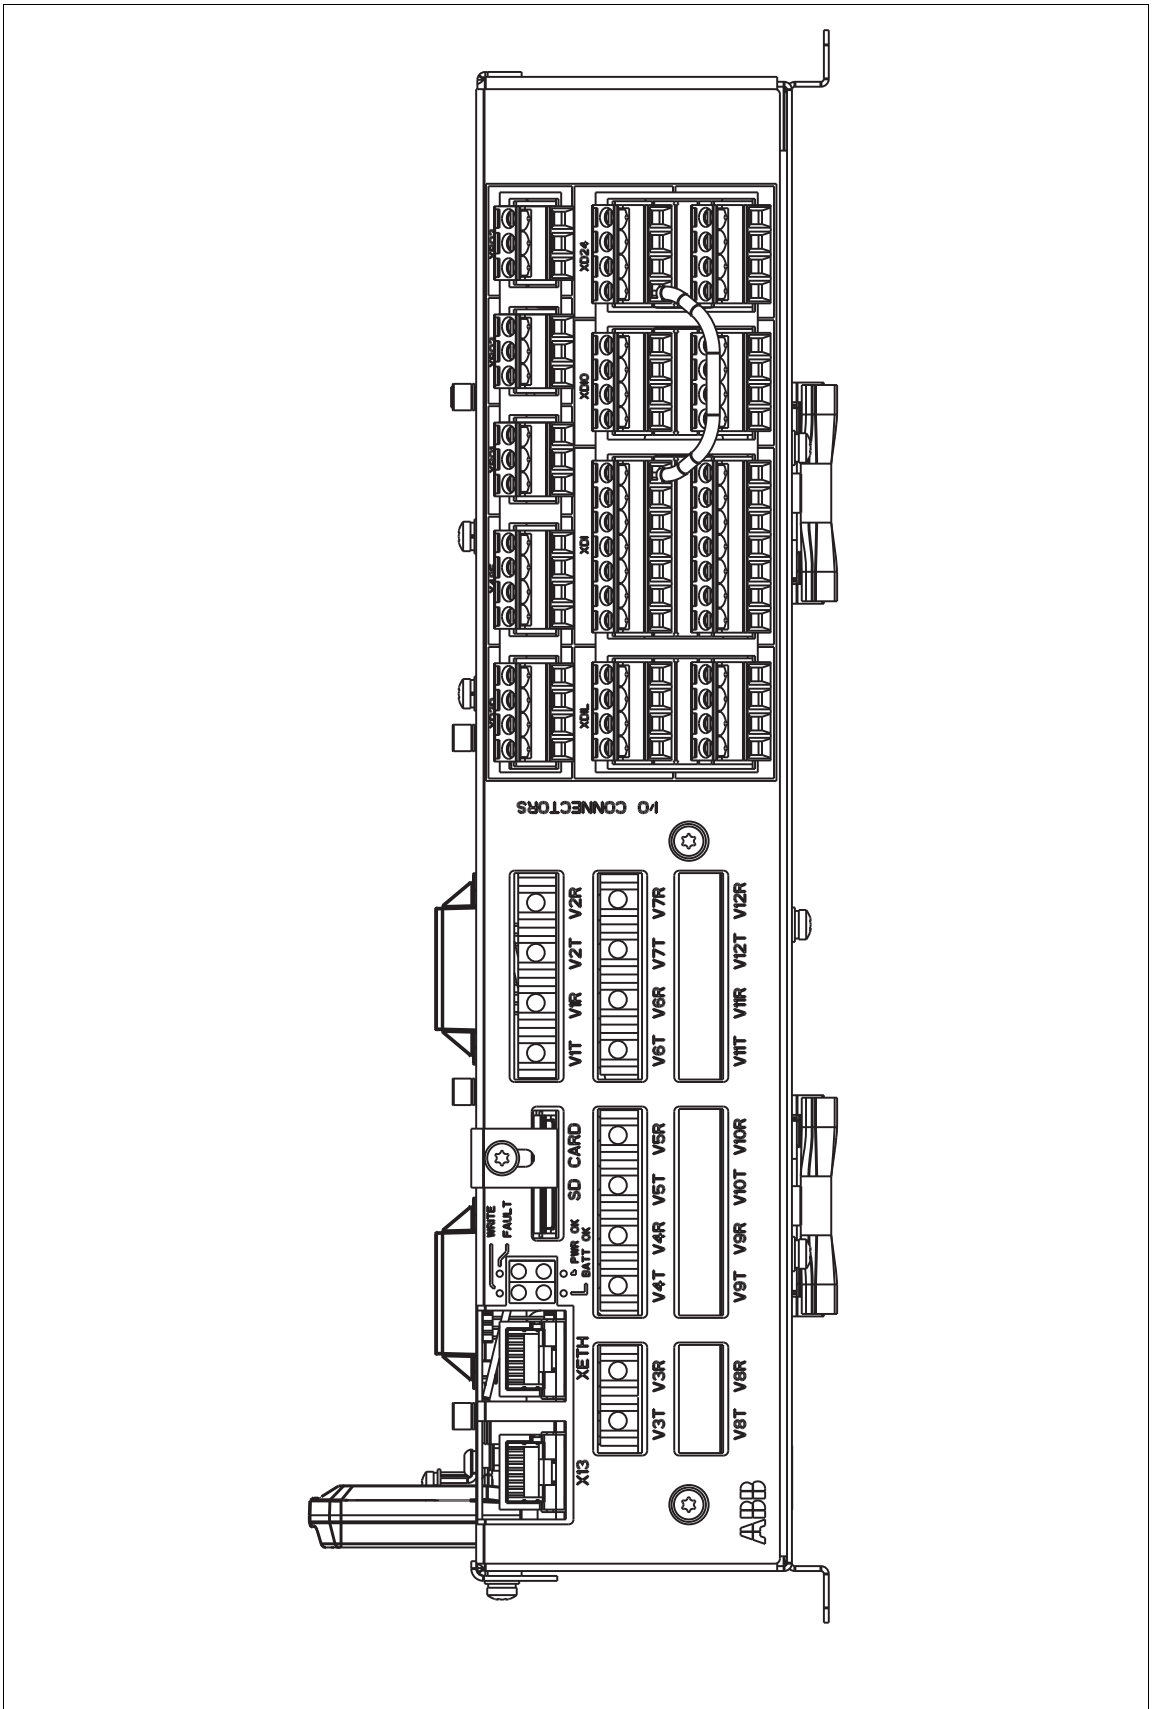 XD24
XDIO
XDI
XDIL
I/O CONNECTORS
V1T V1R V2T V2R
V6T V6R V7T V7R
V11T V11R V12T V12R
SD CARD
WRITE
FAULT
PWR OK
BATT OK
V4T V4R V5T V5R
V9T V9R V10T V10R
XETH
X13
V3T V3R
V8T V8R
ABB